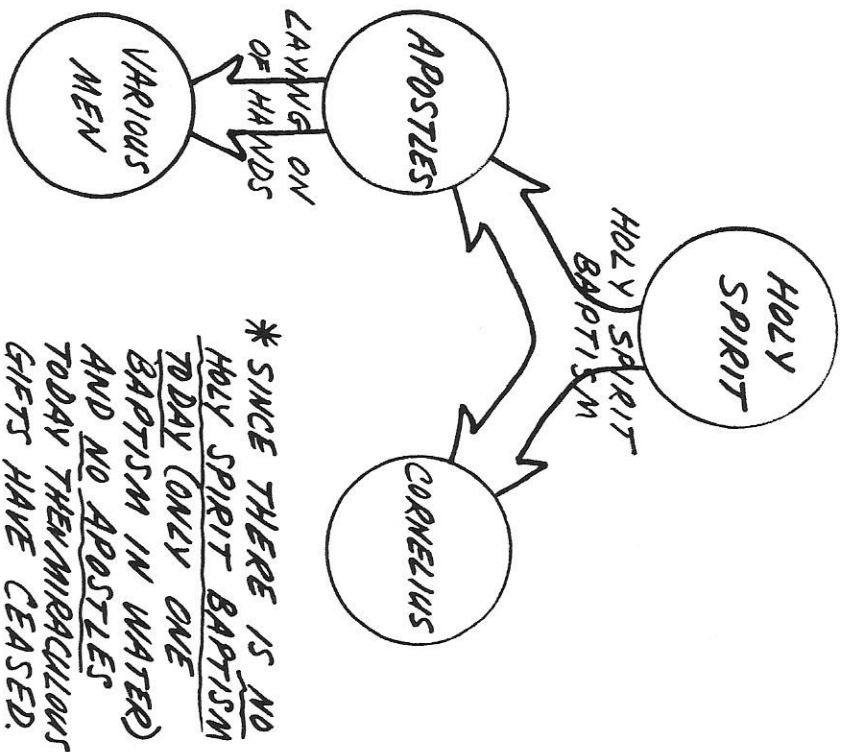 HOLY
SPIRIT
HOLY SPIRIT
BAPTISM
APOSTLES
CORNELIUS
LAYING ON
OF HANDS
VARIOUS
MEN
* SINCE THERE IS NO
HOLY SPIRIT BAPTISM
TODAY (ONLY ONE
BAPTISM IN WATER)
AND NO APOSTLES
TODAY THEN MIRACULOUS
GIFTS HAVE CEASED.